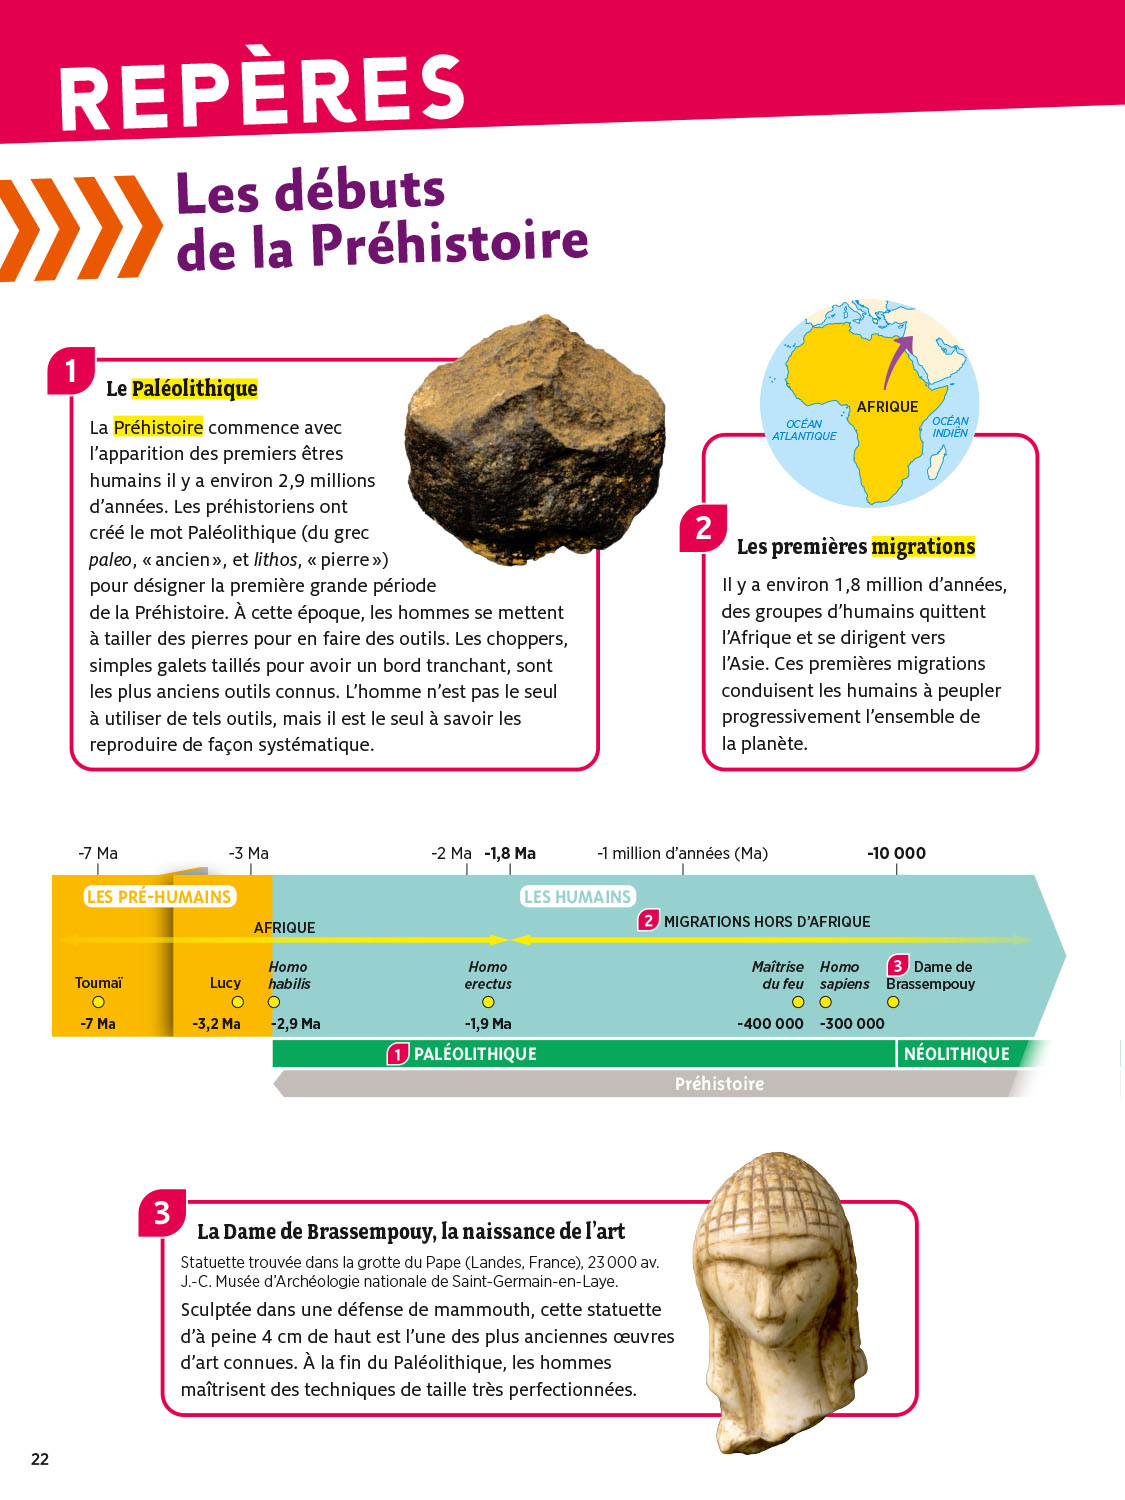 REPÈRES
Les débuts
de la Préhistoire
1
Le Paléolithique
La Préhistoire commence avec
l'apparition des premiers êtres
humains il y a environ 2,9 millions
d'années. Les préhistoriens ont
créé le mot Paléolithique (du grec
paleo, « ancien », et lithos, « pierre »)
pour désigner la première grande période
de la Préhistoire. À cette époque, les hommes se mettent
à tailler des pierres pour en faire des outils. Les choppers,
simples galets taillés pour avoir un bord tranchant, sont
les plus anciens outils connus. L'homme n'est pas le seul
à utiliser de tels outils, mais il est le seul à savoir les
reproduire de façon systématique.
AFRIQUE
OCÉAN
ATLANTIQUE
OCÉAN
INDIEN
2
Les premières migrations
Il y a environ 1,8 million d'années,
des groupes d'humains quittent
l'Afrique et se dirigent vers
l'Asie. Ces premières migrations
conduisent les humains à peupler
progressivement l'ensemble de
la planète.
-7 Ma -3 Ma -2 Ma -1,8 Ma -1 million d'années (Ma) -10 000
LES PRÉ-HUMAINS LES HUMAINS
AFRIQUE 2 MIGRATIONS HORS D'AFRIQUE
Toumaï
-7 Ma
Lucy
-3,2 Ma
Homo
habilis
-2,9 Ma
Homo
erectus
-1,9 Ma
Maîtrise
du feu
-400 000
Homo
sapiens
-300 000
3 Dame de
Brassempouy
1 PALÉOLITHIQUE NÉOLITHIQUE
Préhistoire
3
La Dame de Brassempouy, la naissance de l'art
Statuette trouvée dans la grotte du Pape (Landes, France), 23 000 av.
J.-C. Musée d'Archéologie nationale de Saint-Germain-en-Laye.
Sculptée dans une défense de mammouth, cette statuette
d'à peine 4 cm de haut est l'une des plus anciennes œuvres
d'art connues. À la fin du Paléolithique, les hommes
maîtrisent des techniques de taille très perfectionnées.
22